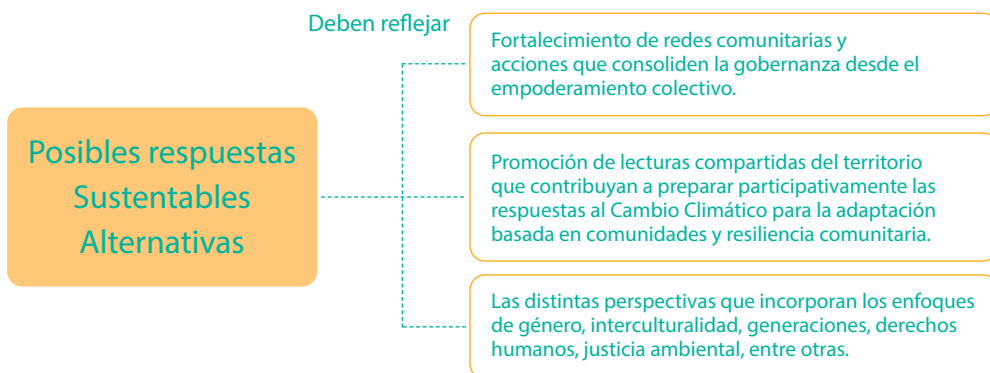 Deben reflejar
Posibles respuestas
Sustentables
Alternativas
Fortalecimiento de redes comunitarias y
acciones que consoliden la gobernanza desde el
empoderamiento colectivo.
Promoción de lecturas compartidas del territorio
que contribuyan a preparar participativamente las
respuestas al Cambio Climático para la adaptación
basada en comunidades y resiliencia comunitaria.
Las distintas perspectivas que incorporan los enfoques
de género, interculturalidad, generaciones, derechos
humanos, justicia ambiental, entre otras.